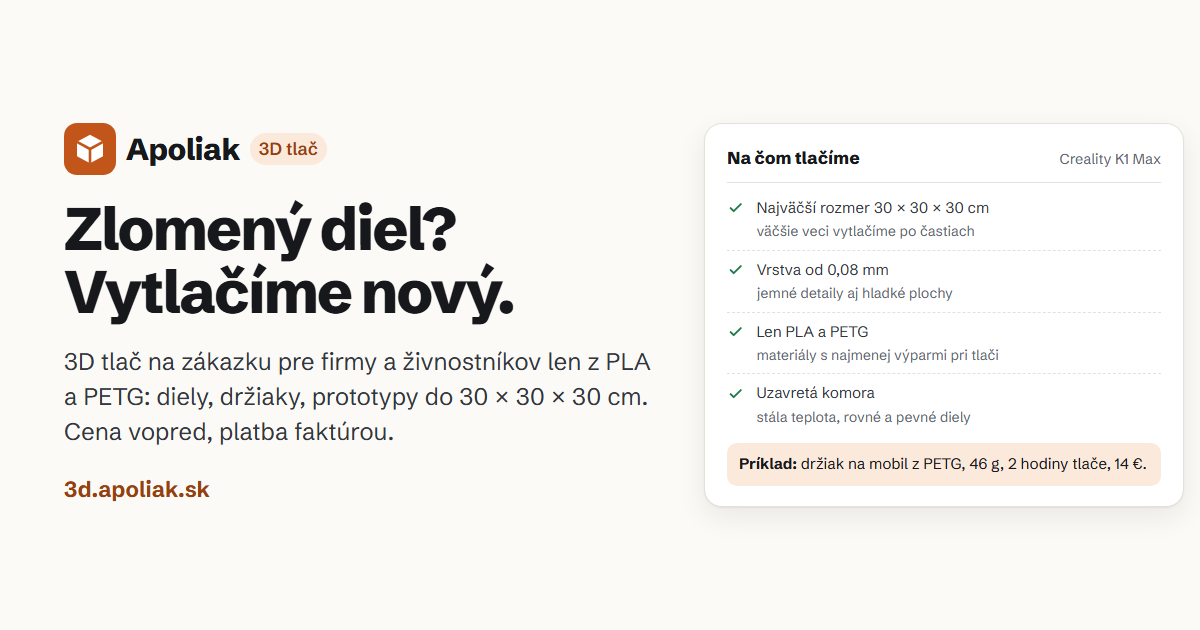 Apoliak
3D tlač
Zlomený diel?
Vytlačíme nový.
3D tlač na zákazku pre firmy a živnostníkov len z PLA
a PETG: diely, držiaky, prototypy do 30 × 30 × 30 cm.
Cena vopred, platba faktúrou.
3d.apoliak.sk
Na čom tlačíme
Creality K1 Max
Najväčší rozmer 30 × 30 × 30 cm
väčšie veci vytlačíme po častiach
Vrstva od 0,08 mm
jemné detaily aj hladké plochy
Len PLA a PETG
materiály s najmenej výparmi pri tlači
Uzavretá komora
stála teplota, rovné a pevné diely
Príklad: držiak na mobil z PETG, 46 g, 2 hodiny tlače, 14 €.